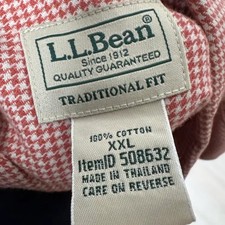 L.L.Bean®
Since 1912
QUALITY GUARANTEED
TRADITIONAL FIT
100% COTTON
XXL
ItemID 508632
MADE IN THAILAND
CARE ON REVERSE